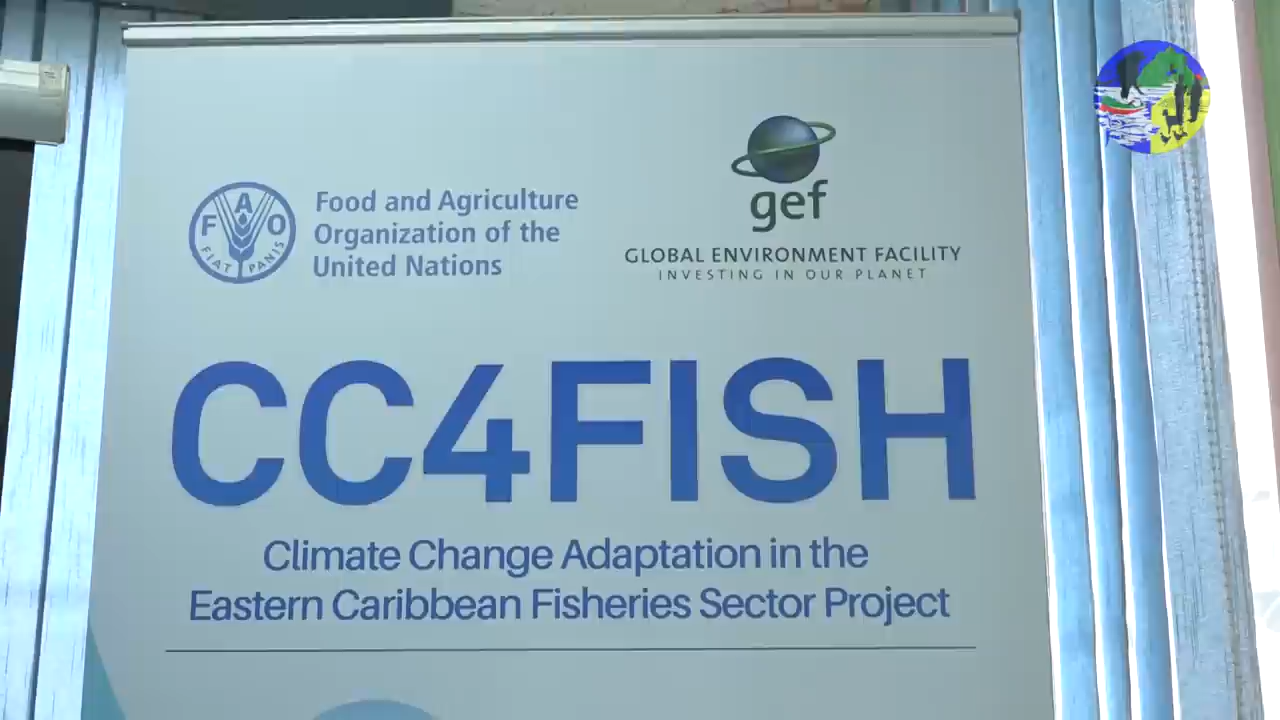 F A O
FIAT PANIS
Food and Agriculture
Organization of the
United Nations
gef
GLOBAL ENVIRONMENT FACILITY
INVESTING IN OUR PLANET
CC4FISH
Climate Change Adaptation in the
Eastern Caribbean Fisheries Sector Project